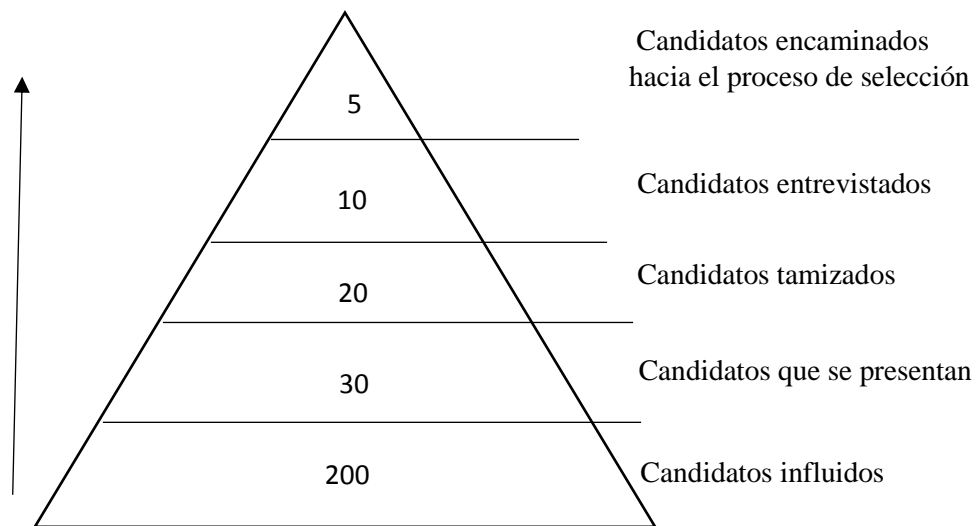 Candidatos encaminados
hacia el proceso de selección
5
Candidatos entrevistados
10
Candidatos tamizados
20
Candidatos que se presentan
30
Candidatos influidos
200